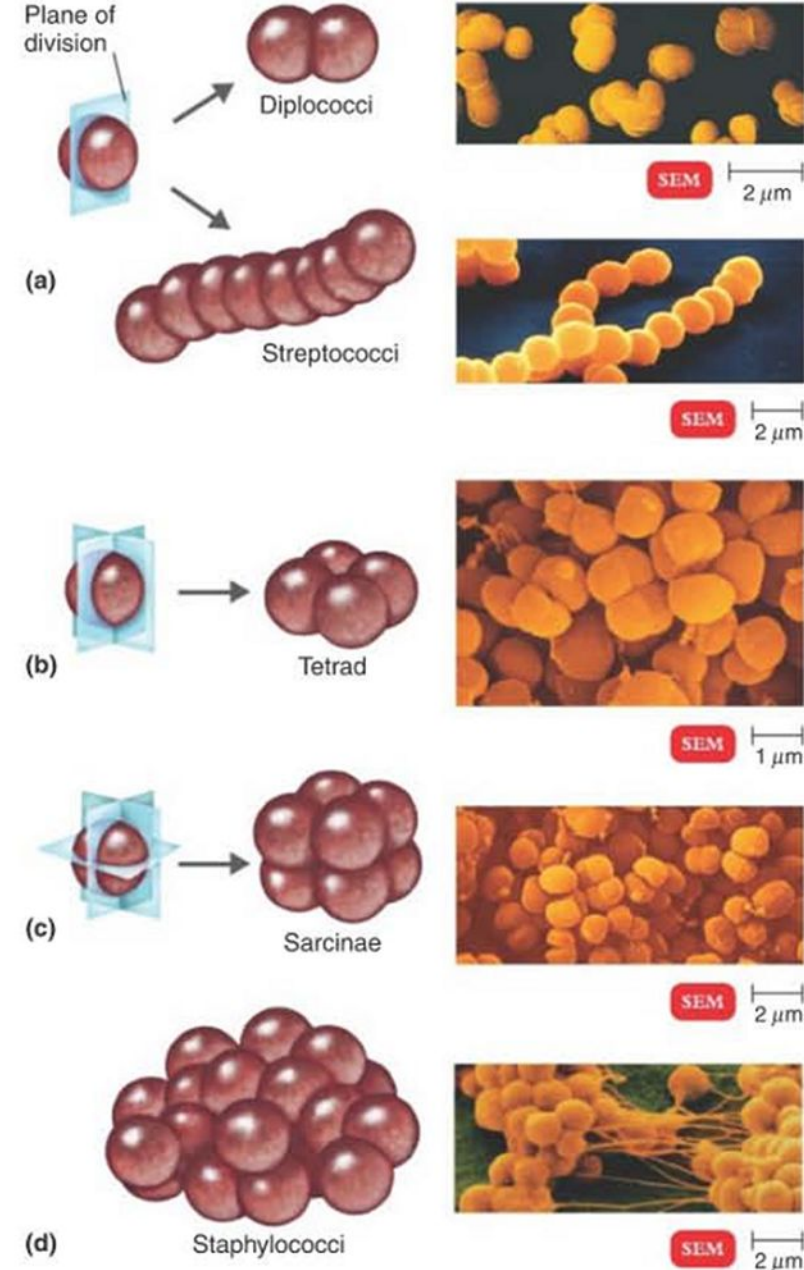 Plane of
division
Diplococci
SEM
2 μm
(a)
Streptococci
SEM
2 μm
(b)
Tetrad
SEM
1 μm
(c)
Sarcinae
SEM
2 μm
(d)
Staphylococci
SEM
2 μm